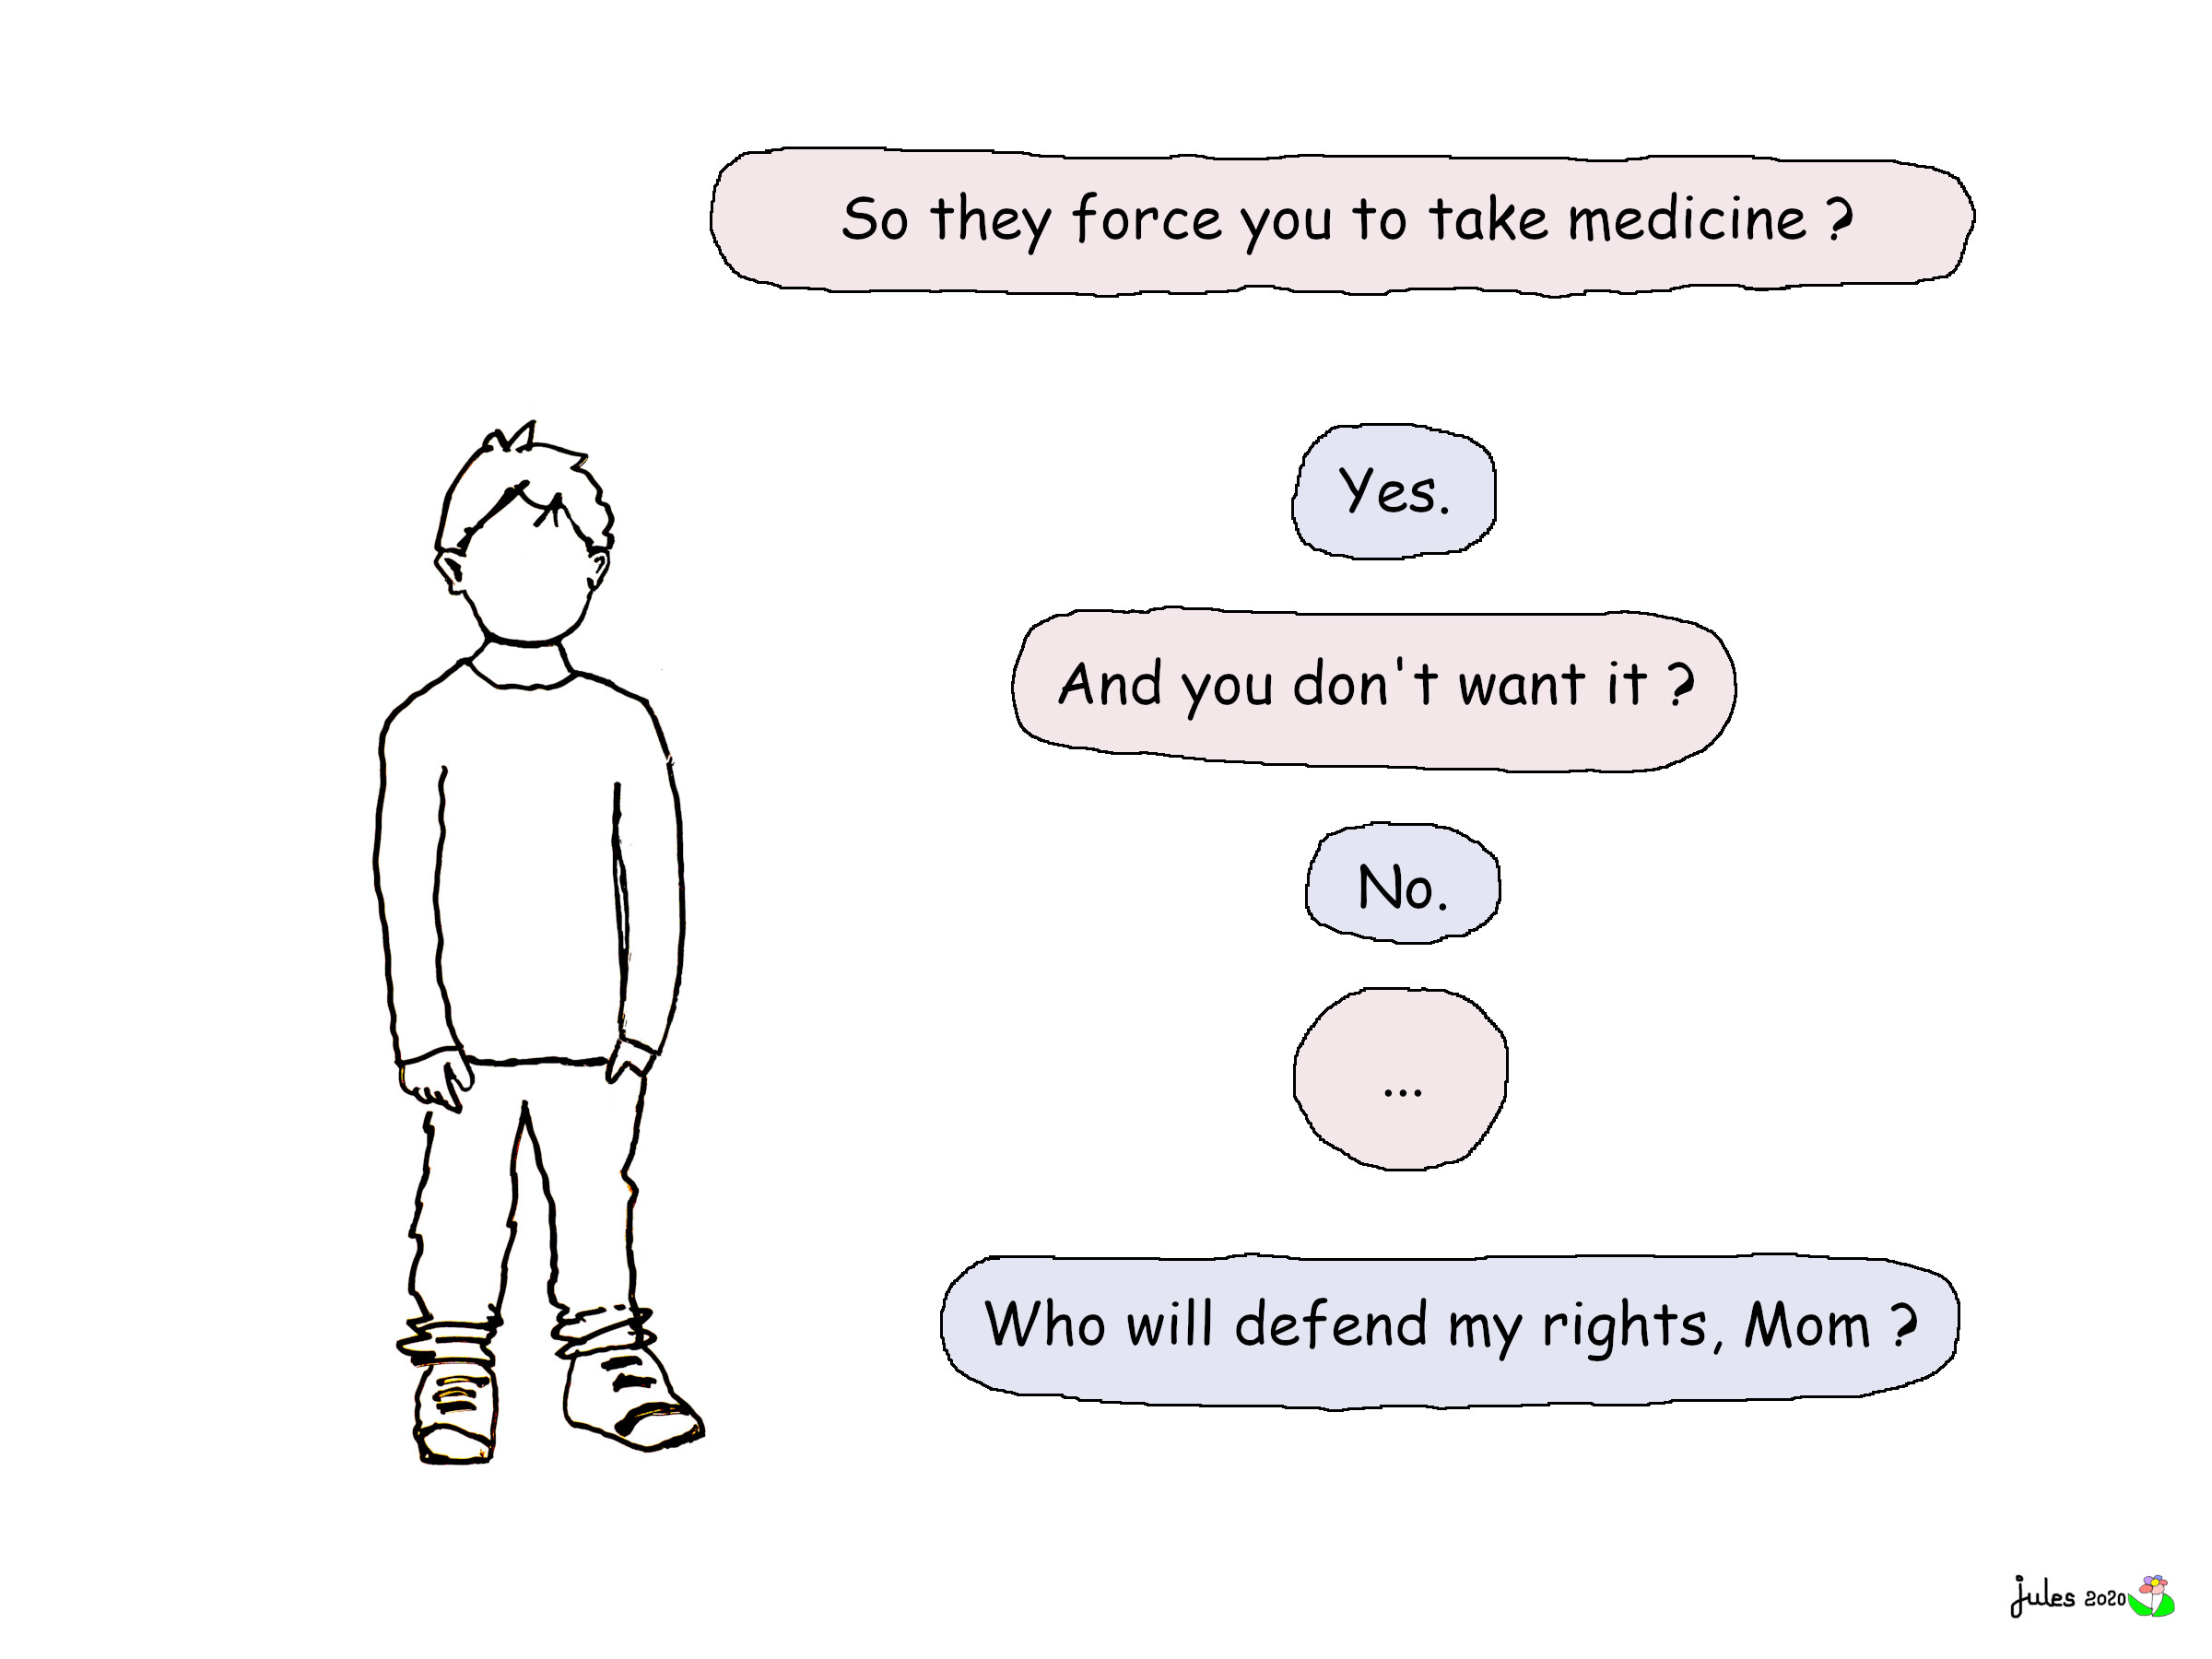 So they force you to take medicine ?
Yes.
And you don't want it ?
No.
...
Who will defend my rights, Mom ?
jules 2020